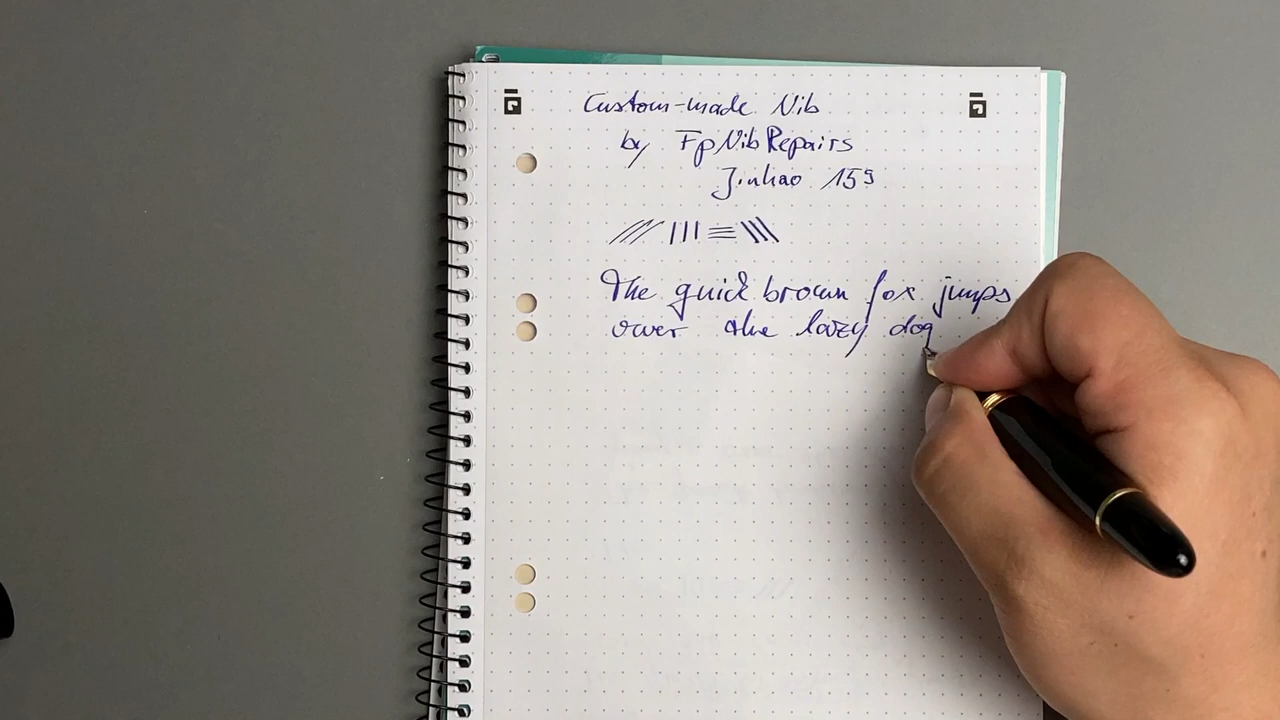 Custom-made Nib
by FpNibRepairs
Jinhao 159
The quick brown fox jumps
over the lazy dog